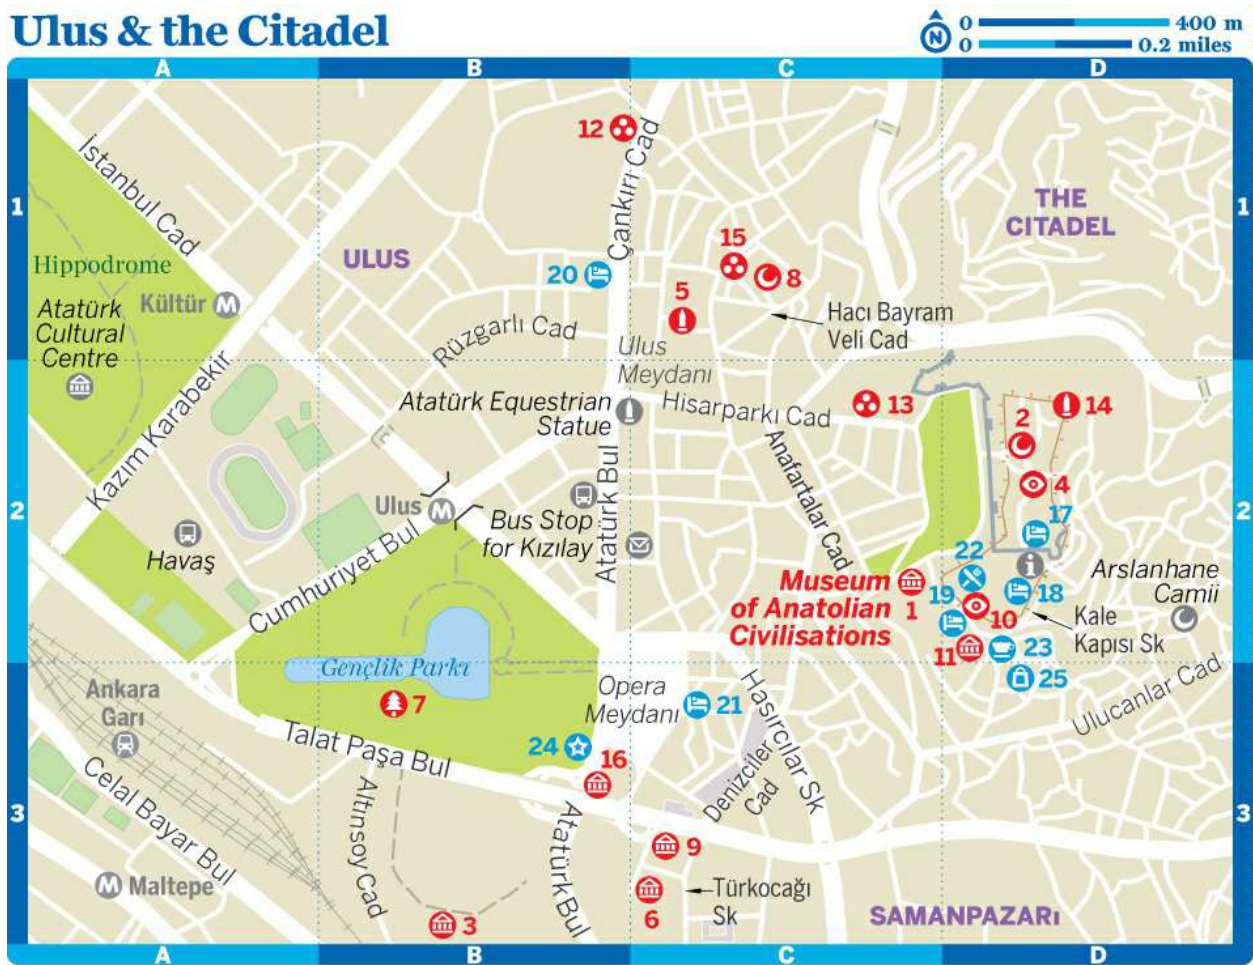 Ulus & the Citadel
N
0 400 m
0 0.2 miles
A B C D
1
2
3
1
2
3
A B C D
12
Çankırı Cad
İstanbul Cad
THE
CITADEL
ULUS
15
8
20
5
Hippodrome
Kültür
M
Atatürk
Cultural
Centre
Hacı Bayram
Veli Cad
Rüzgarlı Cad
Ulus
Meydanı
Kazım Karabekir
Atatürk Equestrian
Statue
Hisarparkı Cad
13
14
2
4
Anafartalar Cad
Ulus
M
Bus Stop
for Kızılay
Atatürk Bul
17
Havaş
Cumhuriyet Bul
22
i
Arslanhane
Camii
Museum
of Anatolian
Civilisations
1
19
18
10
Kale
Kapısı Sk
11
23
25
Gençlik Parkı
7
Ankara
Garı
Opera
Meydanı
21
Hasırcılar Sk
Ulucanlar Cad
Talat Paşa Bul
24
16
Denizciler
Cad
Celal Bayar Bul
Altınsoy Cad
Atatürk Bul
9
M
Maltepe
6
Türkocağı
Sk
3
SAMANPAZARı